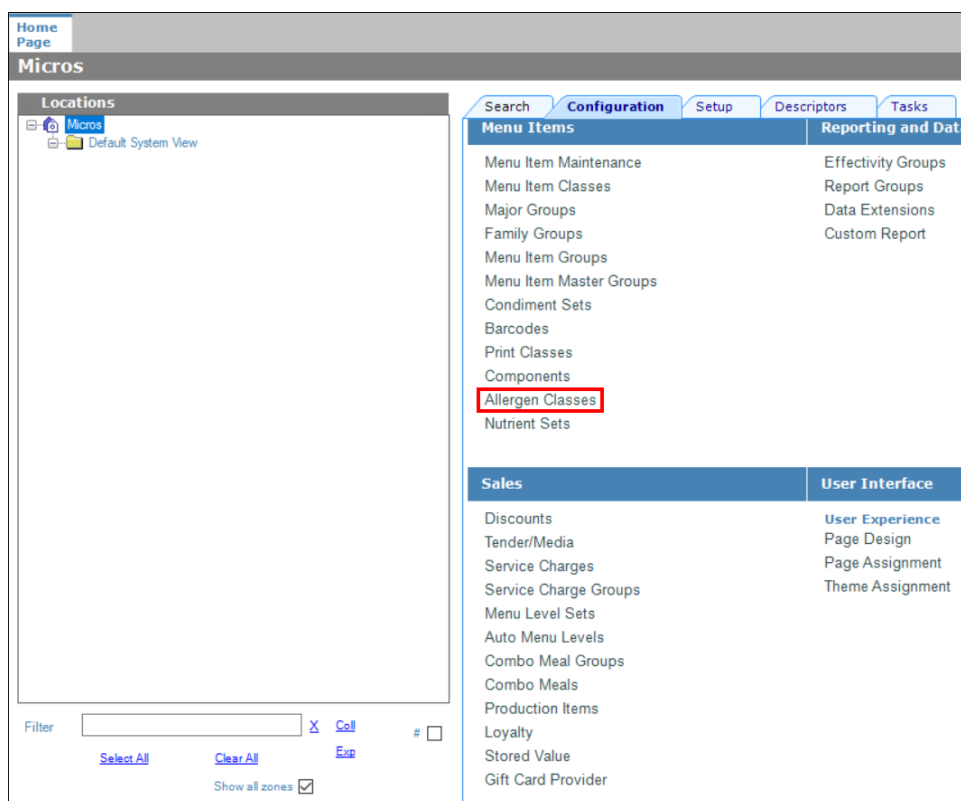 Home
Page
Micros
Locations
Micros
Default System View
Filter
X
Coll
Exp
#
Select All
Clear All
Show all zones
Search
Configuration
Setup
Descriptors
Tasks
Menu Items
Menu Item Maintenance
Menu Item Classes
Major Groups
Family Groups
Menu Item Groups
Menu Item Master Groups
Condiment Sets
Barcodes
Print Classes
Components
Allergen Classes
Nutrient Sets
Reporting and Dat
Effectivity Groups
Report Groups
Data Extensions
Custom Report
Sales
Discounts
Tender/Media
Service Charges
Service Charge Groups
Menu Level Sets
Auto Menu Levels
Combo Meal Groups
Combo Meals
Production Items
Loyalty
Stored Value
Gift Card Provider
User Interface
User Experience
Page Design
Page Assignment
Theme Assignment